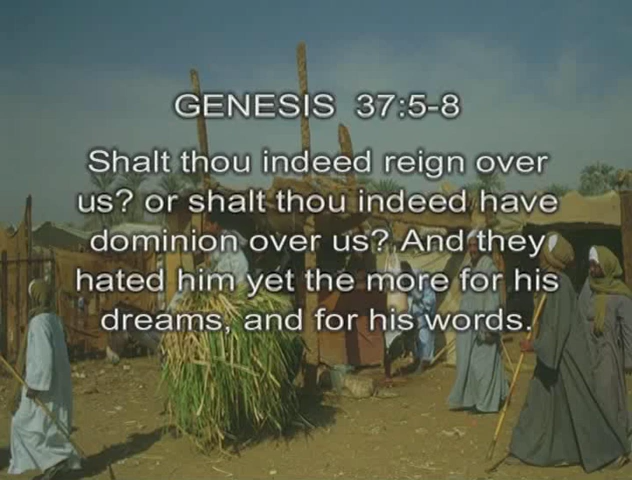 GENESIS 37:5-8
Shalt thou indeed reign over
us? or shalt thou indeed have
dominion over us? And they
hated him yet the more for his
dreams, and for his words.